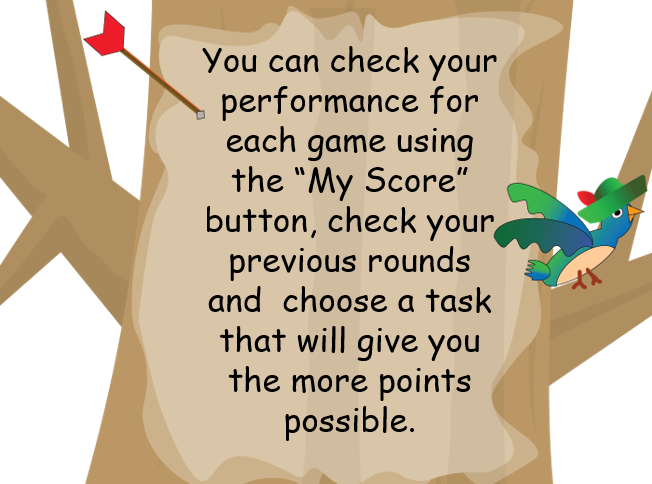 You can check your
performance for
each game using
the “My Score”
button, check your
previous rounds
and  choose a task
that will give you
the more points
possible.